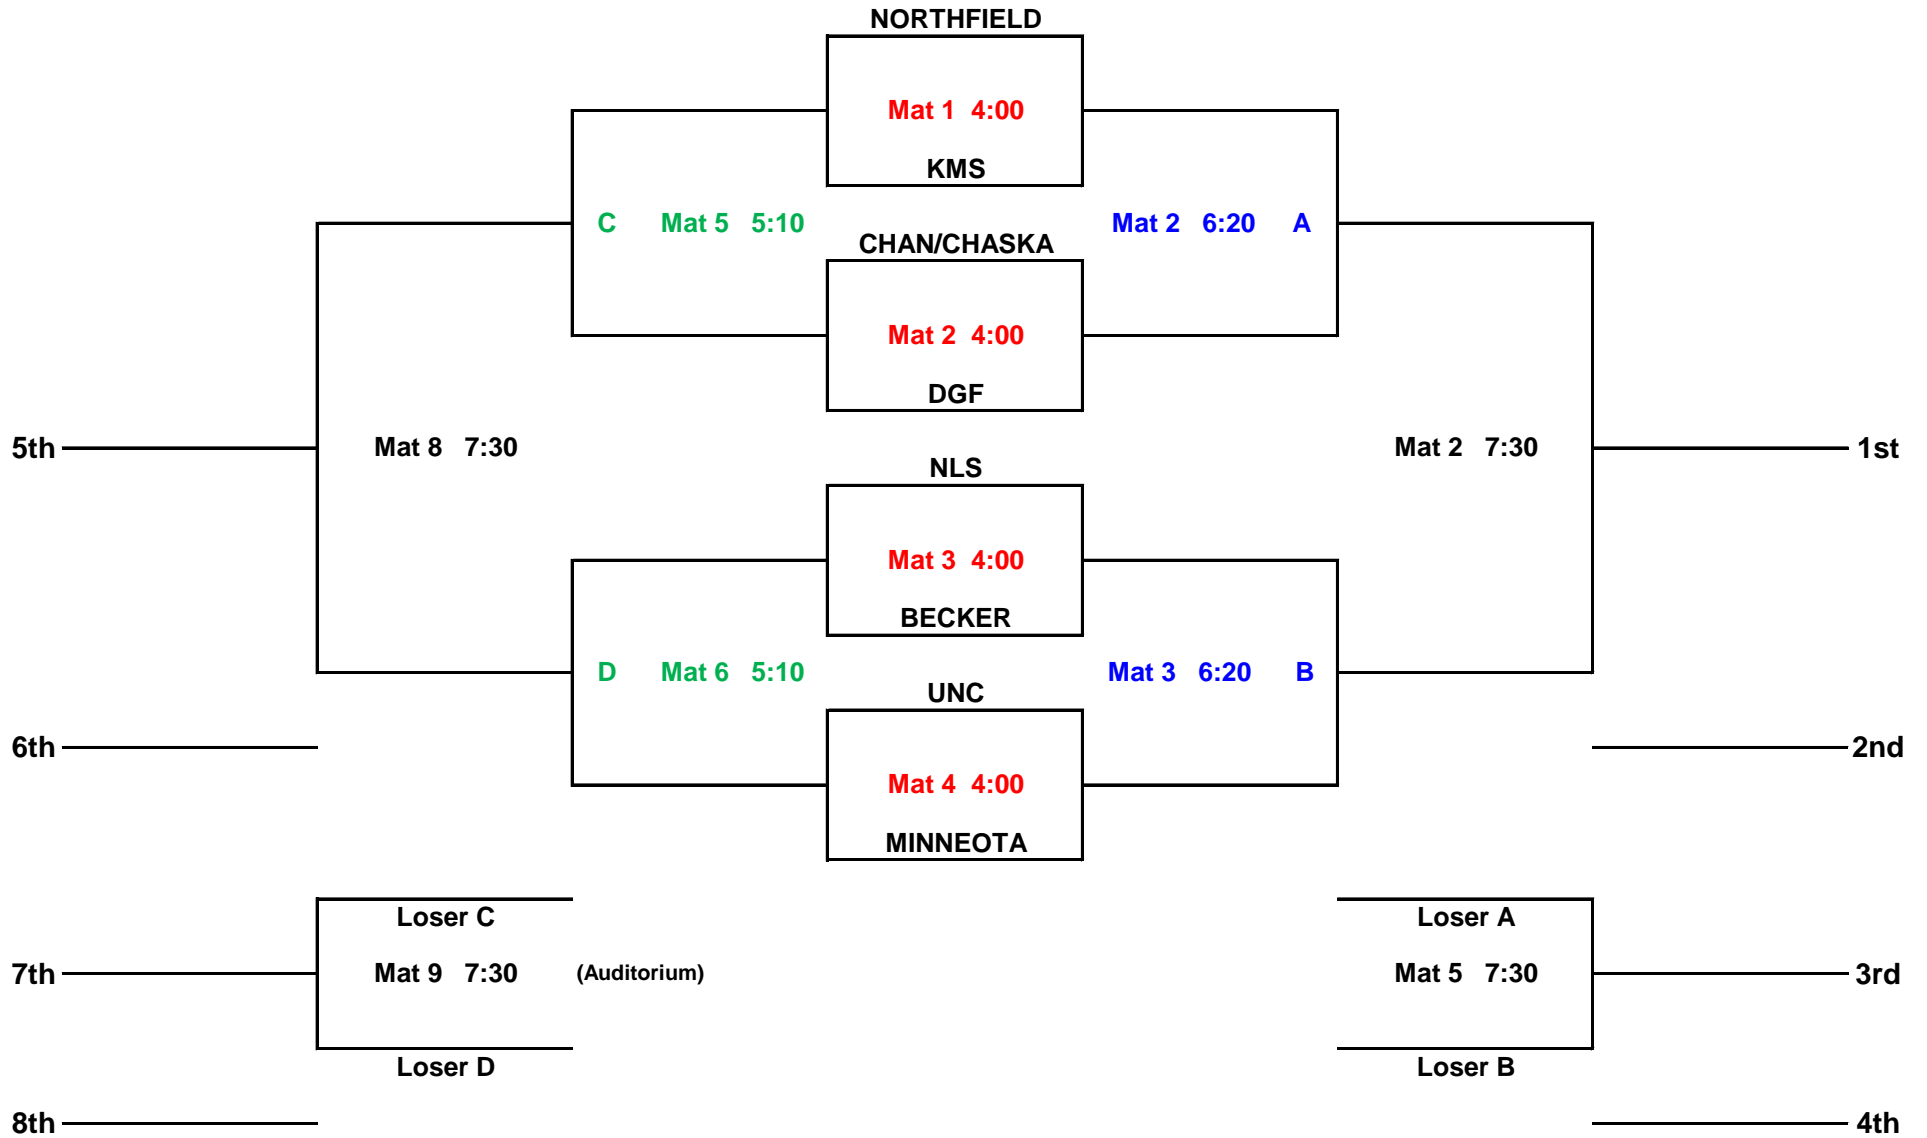 NORTHFIELD
Mat 1 4:00
KMS
C Mat 5 5:10
Mat 2 6:20 A
CHAN/CHASKA
Mat 2 4:00
DGF
5th
Mat 8 7:30
Mat 2 7:30
1st
NLS
Mat 3 4:00
BECKER
D Mat 6 5:10
Mat 3 6:20 B
UNC
6th
2nd
Mat 4 4:00
MINNEOTA
Loser C
Loser A
7th
Mat 9 7:30
(Auditorium)
Mat 5 7:30
3rd
Loser D
Loser B
8th
4th